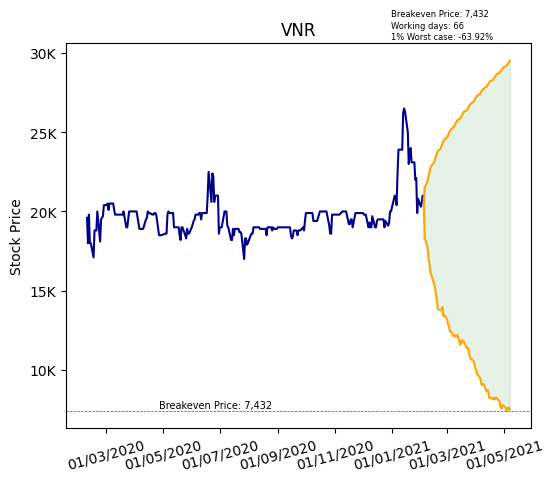 Breakeven Price: 7,432
Working days: 66
1% Worst case: -63.92%
VNR
30K
25K
20K
15K
10K
Stock Price
Breakeven Price: 7,432
01/03/2020
01/05/2020
01/07/2020
01/09/2020
01/11/2020
01/01/2021
01/03/2021
01/05/2021